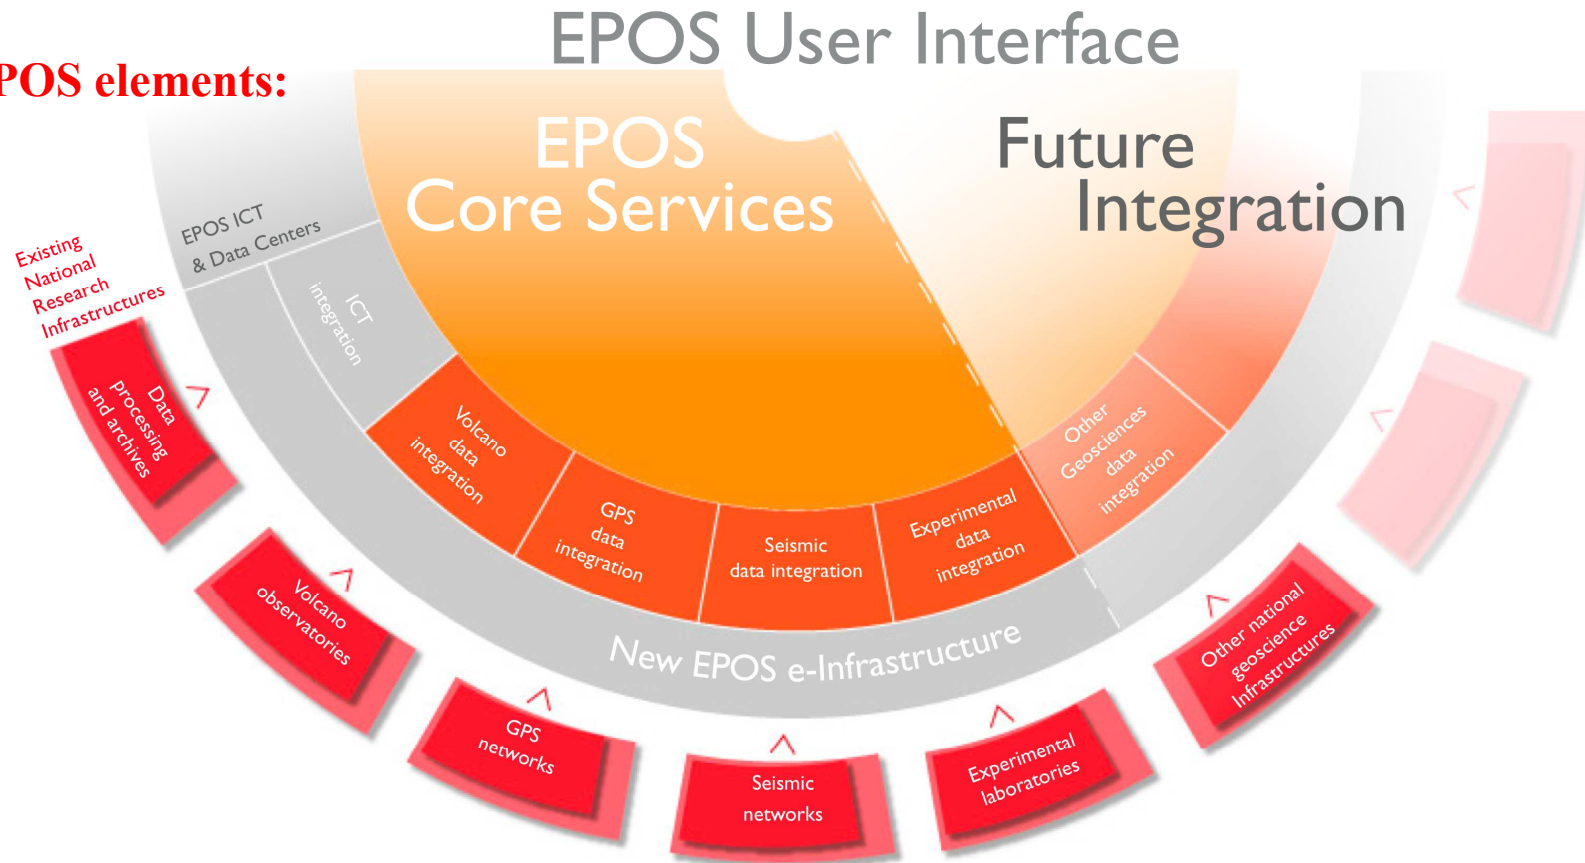 EPOS User Interface
POS elements:
EPOS
Core Services
Future
Integration
EPOS ICT
& Data Centers
Existing
National
Research
Infrastructures
ICT
integration
Volcano
data
integration
GPS
data
integration
Seismic
data integration
Experimental
data
integration
Other
Geosciences
data
integration
New EPOS e-Infrastructure
Data
processing
and archives
Volcano
observatories
GPS
networks
Seismic
networks
Experimental
laboratories
Other national
geoscience
Infrastructures